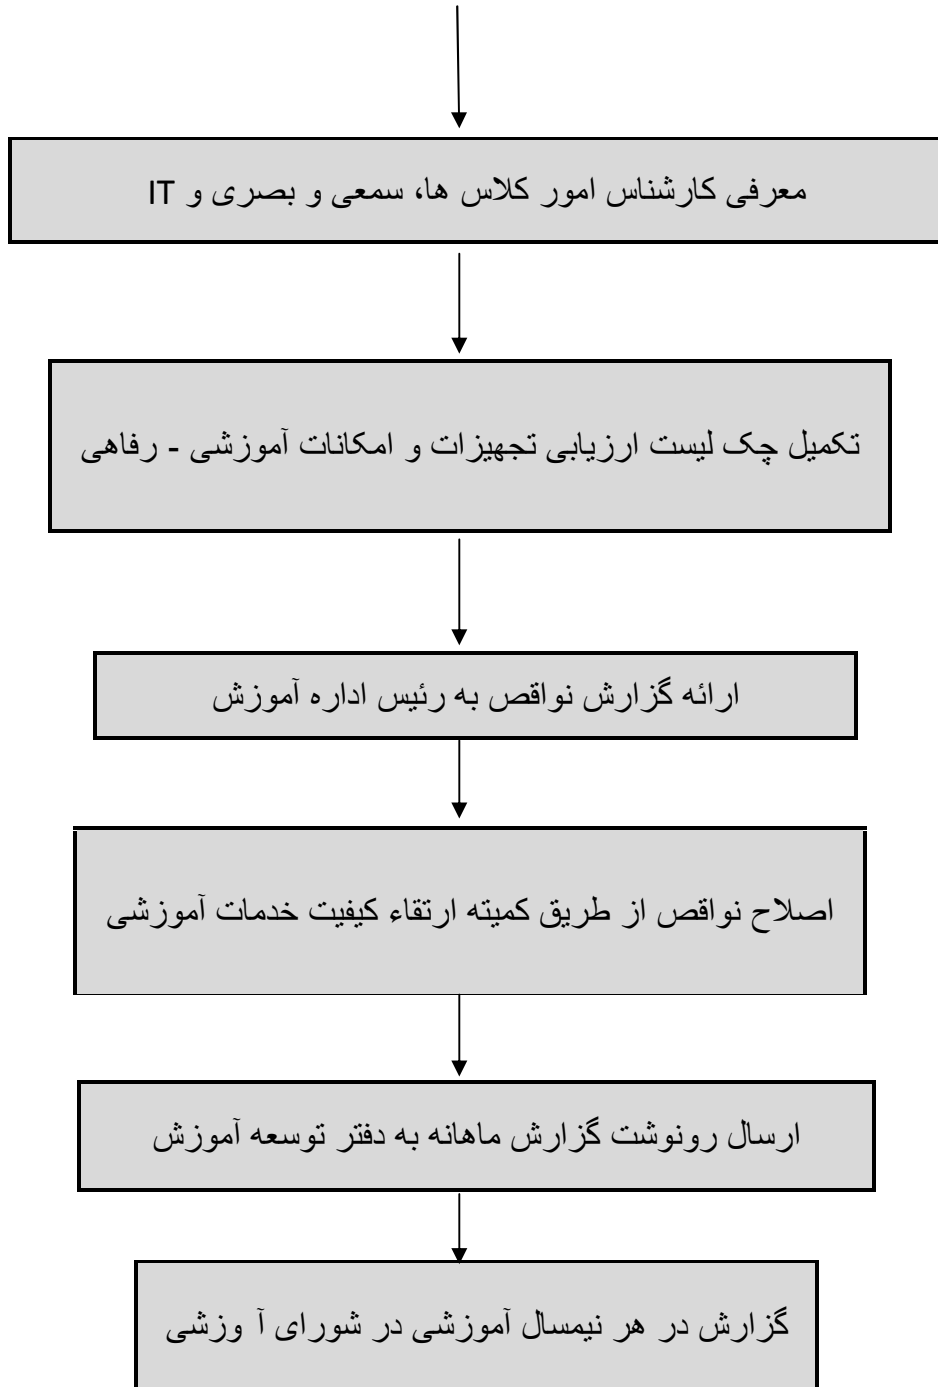 معرفی کارشناس امور کلاس ها، سمعی و بصری و IT
تکمیل چک لیست ارزیابی تجهیزات و امکانات آموزشی - رفاهی
ارائه گزارش نواقص به رئیس اداره آموزش
اصلاح نواقص از طریق کمیته ارتقاء کیفیت خدمات آموزشی
ارسال رونوشت گزارش ماهانه به دفتر توسعه آموزش
گزارش در هر نیمسال آموزشی در شورای آ وزشی